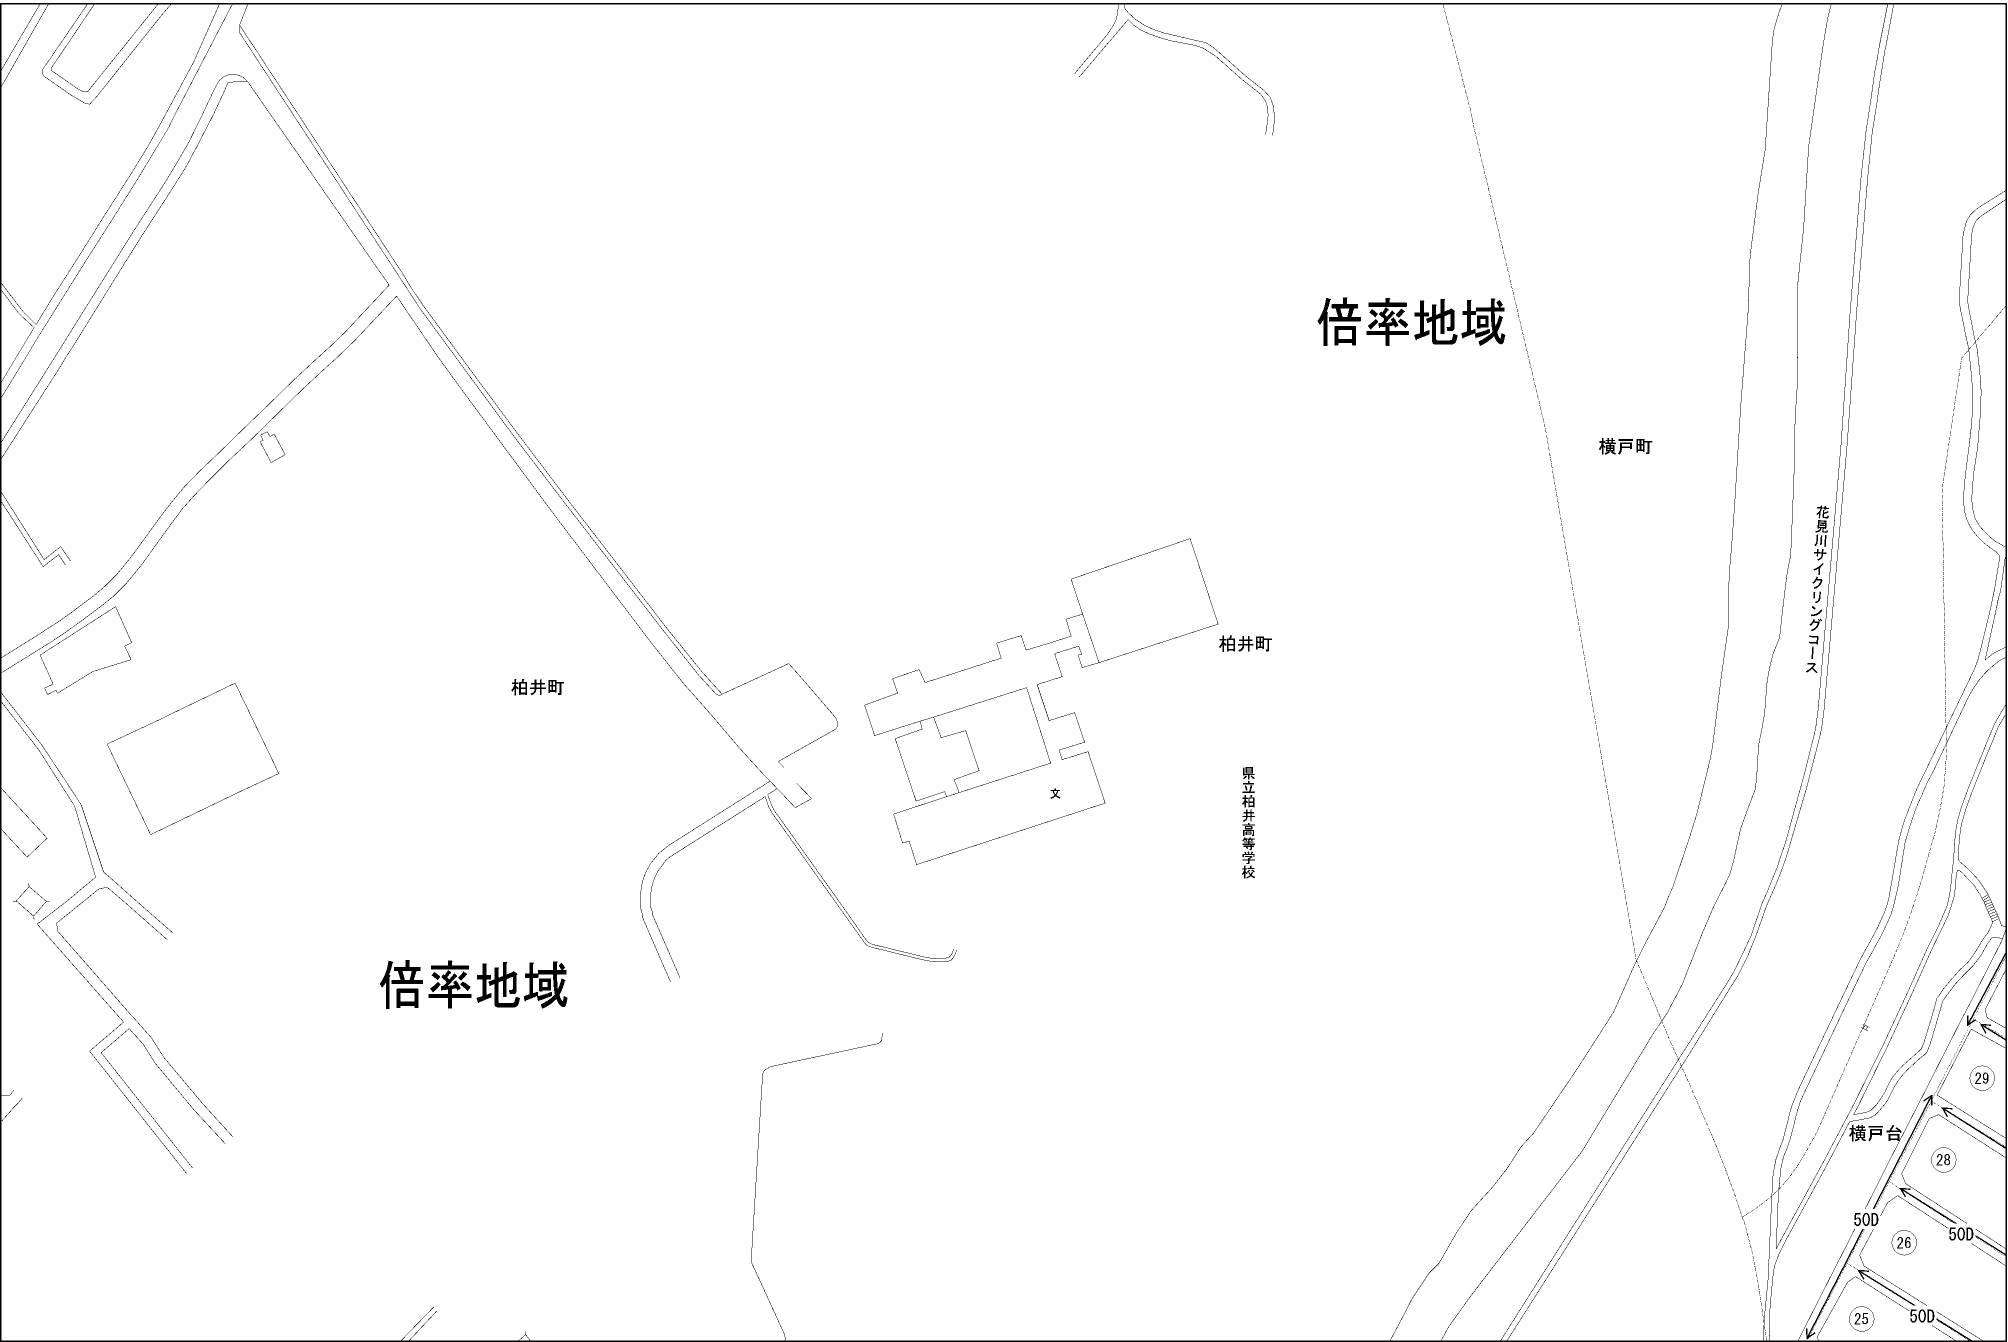 倍率地域
横戸町
花見川サイクリングコース
柏井町
柏井町
文
県立柏井高等学校
倍率地域
29
横戸台
28
50D
50D
26
50D
25